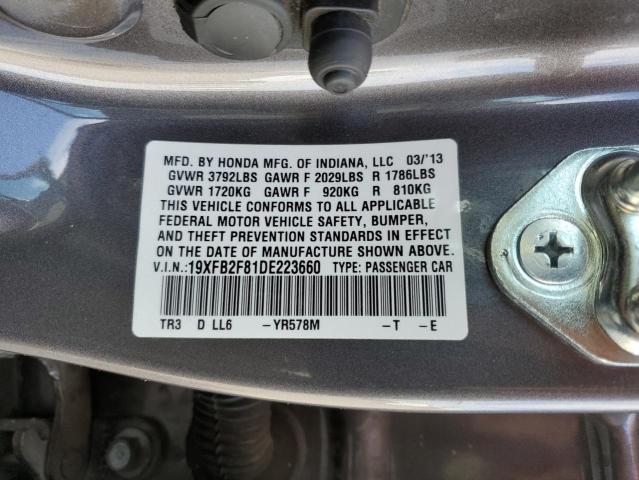 MFD. BY HONDA MFG. OF INDIANA, LLC 03/'13
GVWR 3792LBS GAWR F 2029LBS R 1786LBS
GVWR 1720KG GAWR F 920KG R 810KG
THIS VEHICLE CONFORMS TO ALL APPLICABLE
FEDERAL MOTOR VEHICLE SAFETY, BUMPER,
AND THEFT PREVENTION STANDARDS IN EFFECT
ON THE DATE OF MANUFACTURE SHOWN ABOVE.
V.I.N.:19XFB2F81DE223660 TYPE: PASSENGER CAR
TR3 D LL6 -YR578M -T -E